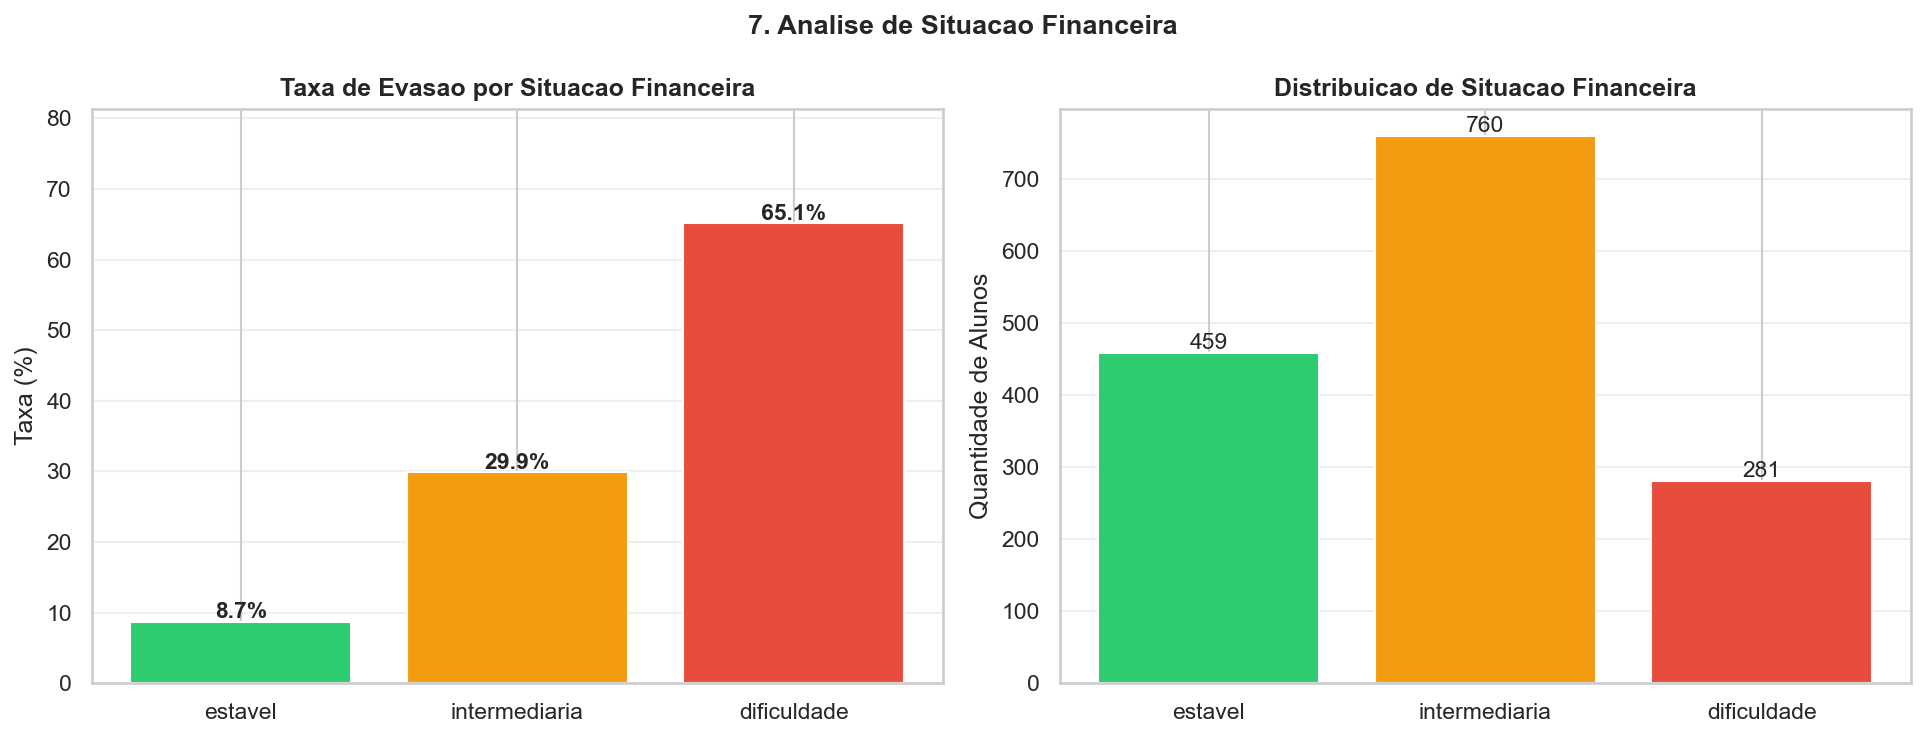 7. Analise de Situacao Financeira
Taxa de Evasao por Situacao Financeira
Taxa (%)
80
70
60
50
40
30
20
10
0
8.7%
29.9%
65.1%
estavel
intermediaria
dificuldade
Distribuicao de Situacao Financeira
Quantidade de Alunos
700
600
500
400
300
200
100
0
459
760
281
estavel
intermediaria
dificuldade